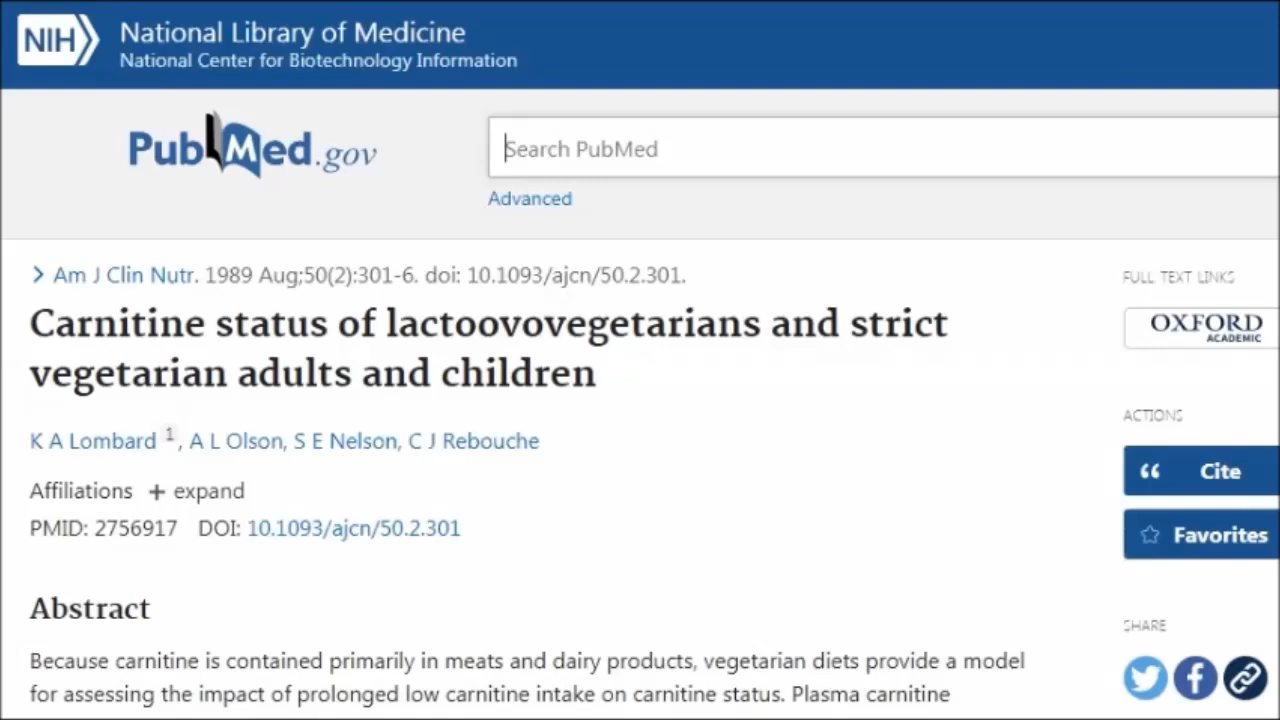 NIH
National Library of Medicine
National Center for Biotechnology Information
PubMed.gov
Search PubMed
Advanced
Am J Clin Nutr. 1989 Aug;50(2):301-6. doi: 10.1093/ajcn/50.2.301.
Carnitine status of lactoovovegetarians and strict
vegetarian adults and children
K A Lombard 1, A L Olson, S E Nelson, C J Rebouche
Affiliations + expand
PMID: 2756917 DOI: 10.1093/ajcn/50.2.301
Abstract
Because carnitine is contained primarily in meats and dairy products, vegetarian diets provide a model
for assessing the impact of prolonged low carnitine intake on carnitine status. Plasma carnitine
FULL TEXT LINKS
OXFORD
ACADEMIC
ACTIONS
Cite
Favorites
SHARE